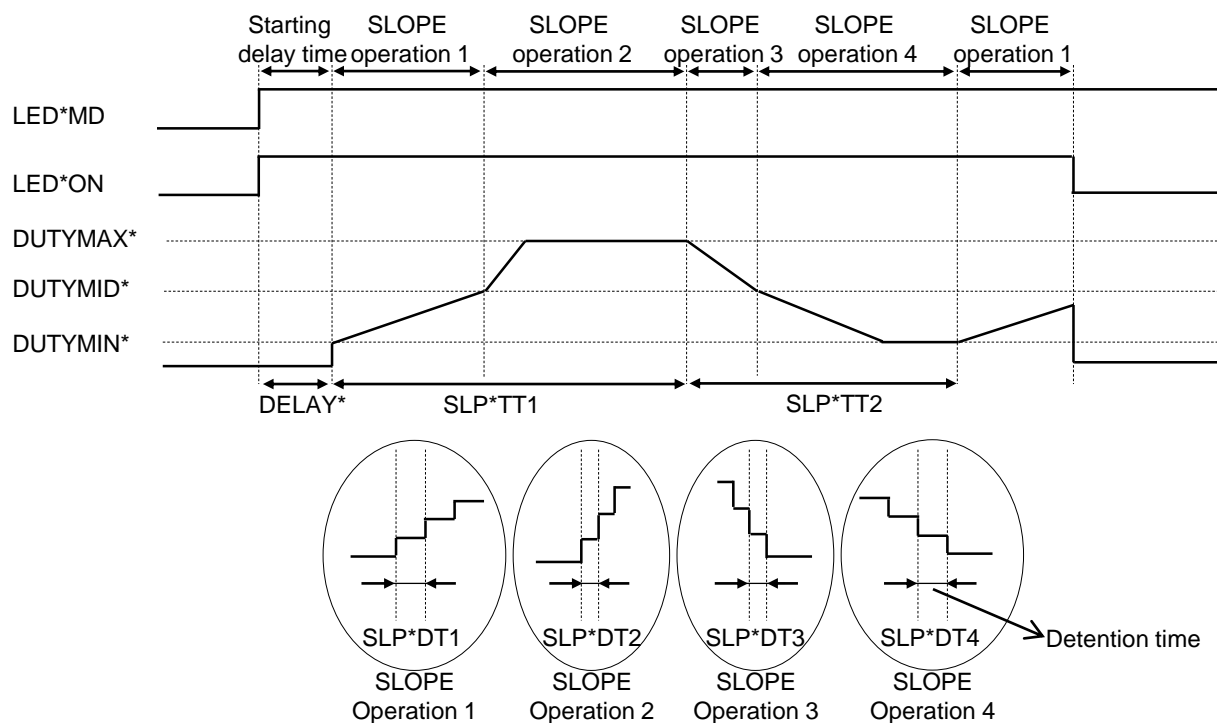 Starting
delay time
SLOPE
operation 1
SLOPE
operation 2
SLOPE
operation 3
SLOPE
operation 4
SLOPE
operation 1
LED*MD
LED*ON
DUTYMAX*
DUTYMID*
DUTYMIN*
DELAY*
SLP*TT1
SLP*TT2
SLP*DT1
SLP*DT2
SLP*DT3
SLP*DT4
Detention time
SLOPE
Operation 1
SLOPE
Operation 2
SLOPE
Operation 3
SLOPE
Operation 4